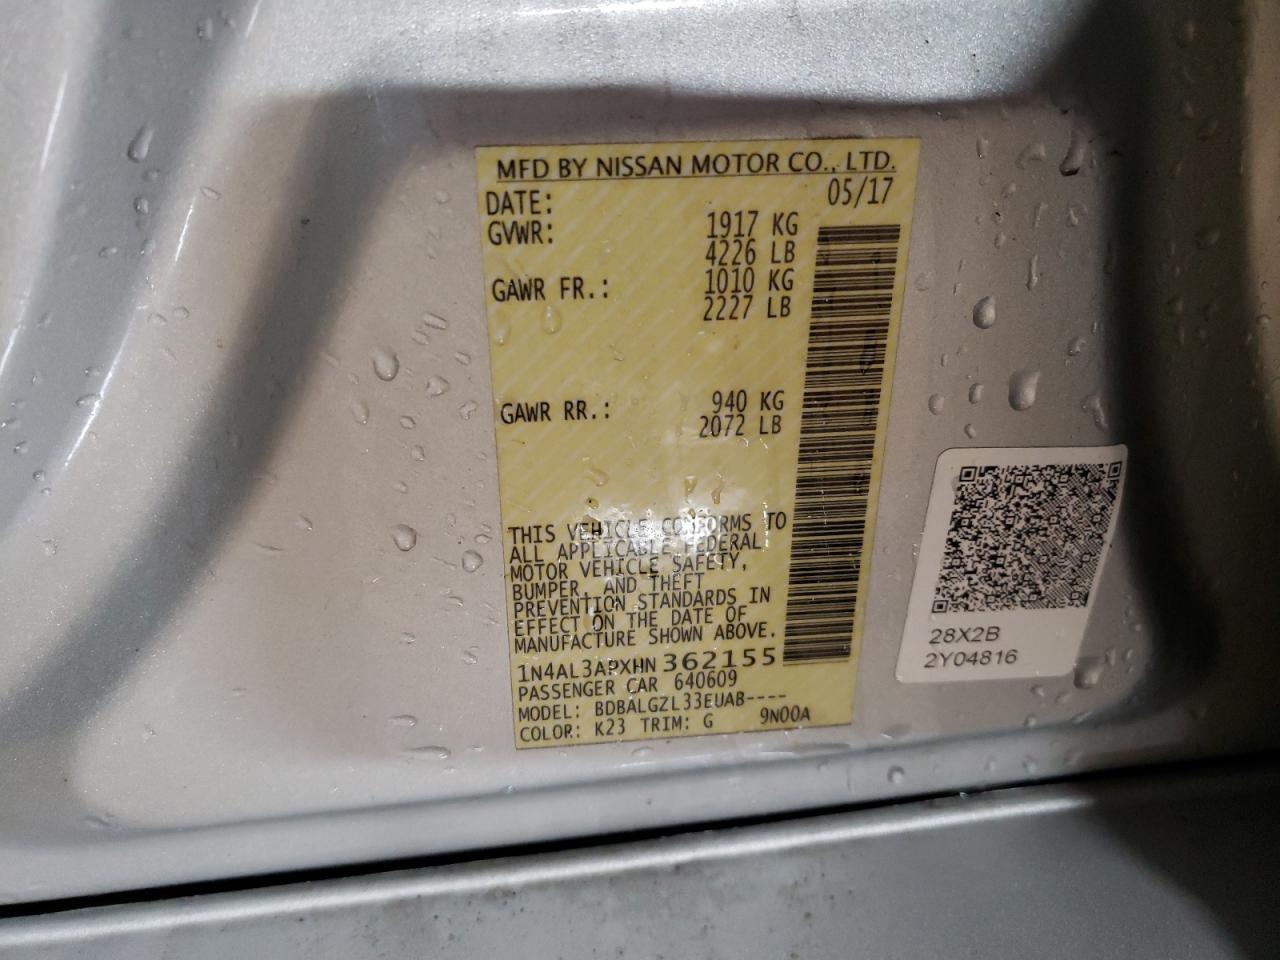 MFD BY NISSAN MOTOR CO., LTD.
DATE: 05/17
GVWR: 1917 KG
4226 LB
GAWR FR.: 1010 KG
2227 LB
GAWR RR.: 940 KG
2072 LB
THIS VEHICLE CONFORMS TO
ALL APPLICABLE FEDERAL
MOTOR VEHICLE SAFETY,
BUMPER, AND THEFT
PREVENTION STANDARDS IN
EFFECT ON THE DATE OF
MANUFACTURE SHOWN ABOVE.
1N4AL3APXHN362155
PASSENGER CAR 640609
MODEL: BDBALGZL33EUAB----
COLOR: K23 TRIM: G 9N00A
28X2B
2Y04816